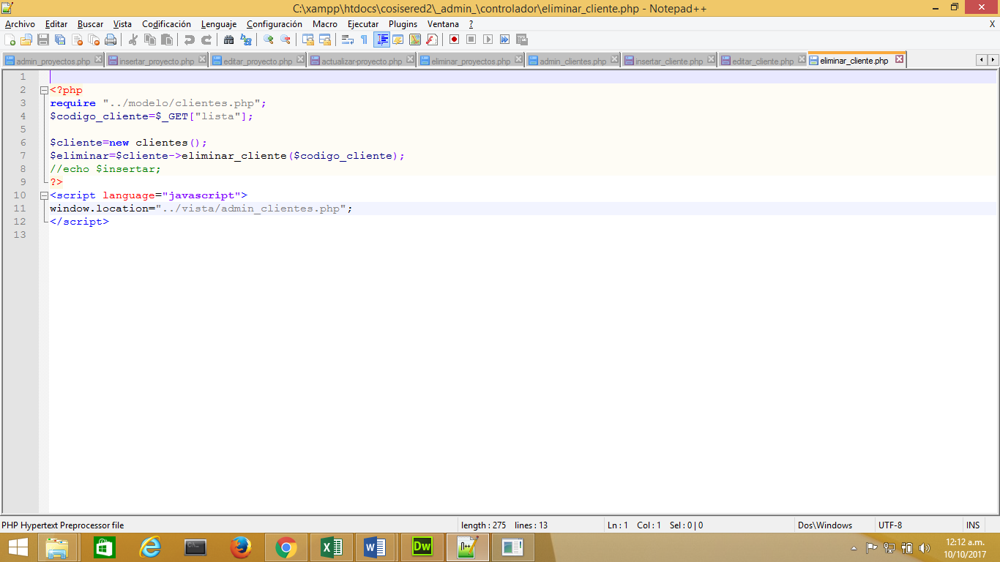 C:\xampp\htdocs\cosisered2\_admin_\controlador\eliminar_cliente.php - Notepad++
Archivo Editar Buscar Vista Codificación Lenguaje Configuración Macro Ejecutar Plugins Ventana ? X
admin_proyectos.php insertar_proyecto.php editar_proyecto.php actualizar-proyecto.php eliminar_proyectos.php admin_clientes.php insertar_cliente.php editar_cliente.php eliminar_cliente.php
1
2 <?php
3 require "../modelo/clientes.php";
4 $codigo_cliente=$_GET["lista"];
5
6 $cliente=new clientes();
7 $eliminar=$cliente->eliminar_cliente($codigo_cliente);
8 //echo $insertar;
9 ?>
10 <script language="javascript">
11 window.location="../vista/admin_clientes.php";
12 </script>
13
PHP Hypertext Preprocessor file length : 275 lines : 13 Ln : 1 Col : 1 Sel : 0 | 0 Dos\Windows UTF-8 INS
Dw
12:12 a.m.
10/10/2017